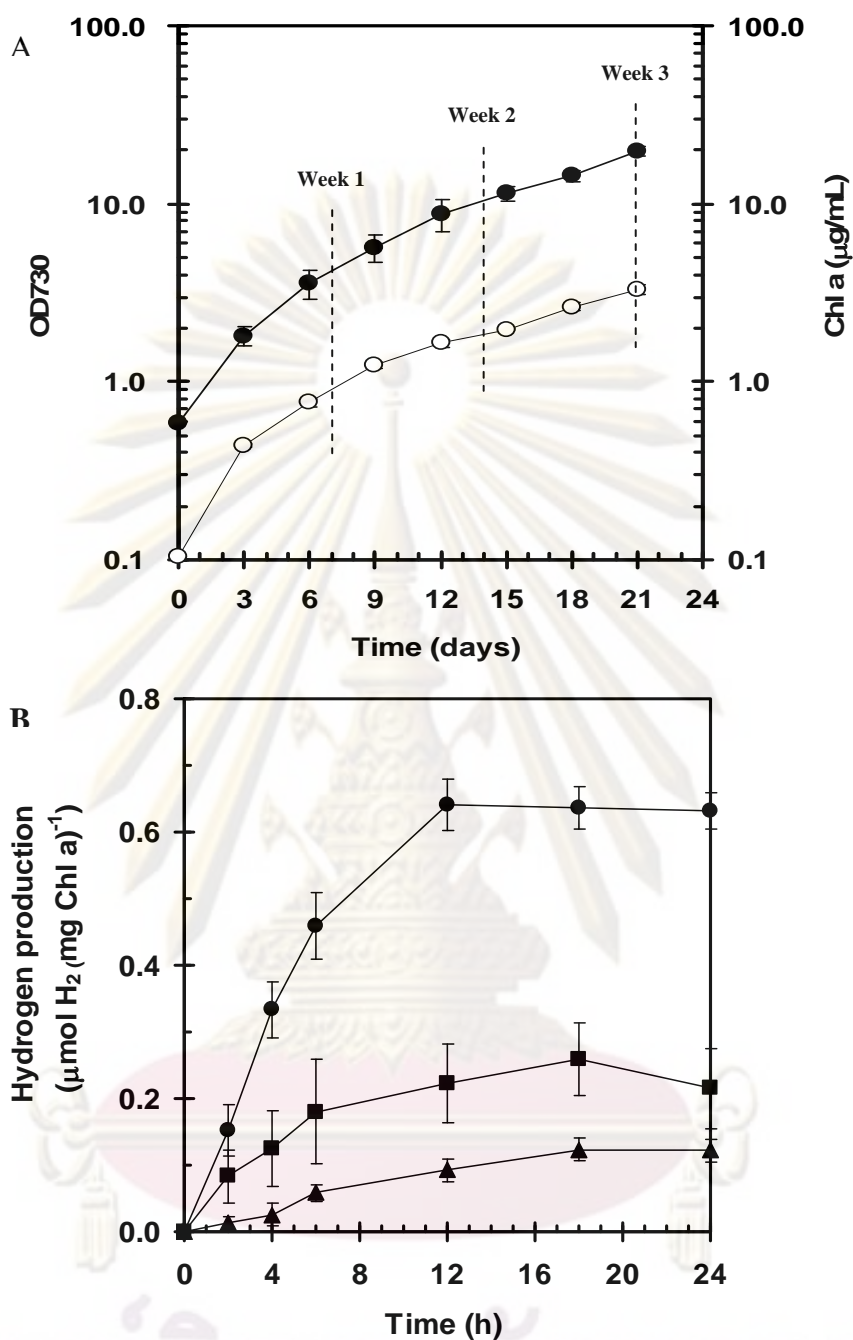 A
100.0
100.0
Week 3
Week 2
Week 1
10.0
10.0
OD730
Chl a (µg/mL)
1.0
1.0
0.1
0.1
0 3 6 9 12 15 18 21 24
Time (days)
B
0.8
0.6
0.4
0.2
0.0
Hydrogen production
(µmol H₂ (mg Chl a)⁻¹
0 4 8 12 16 20 24
Time (h)